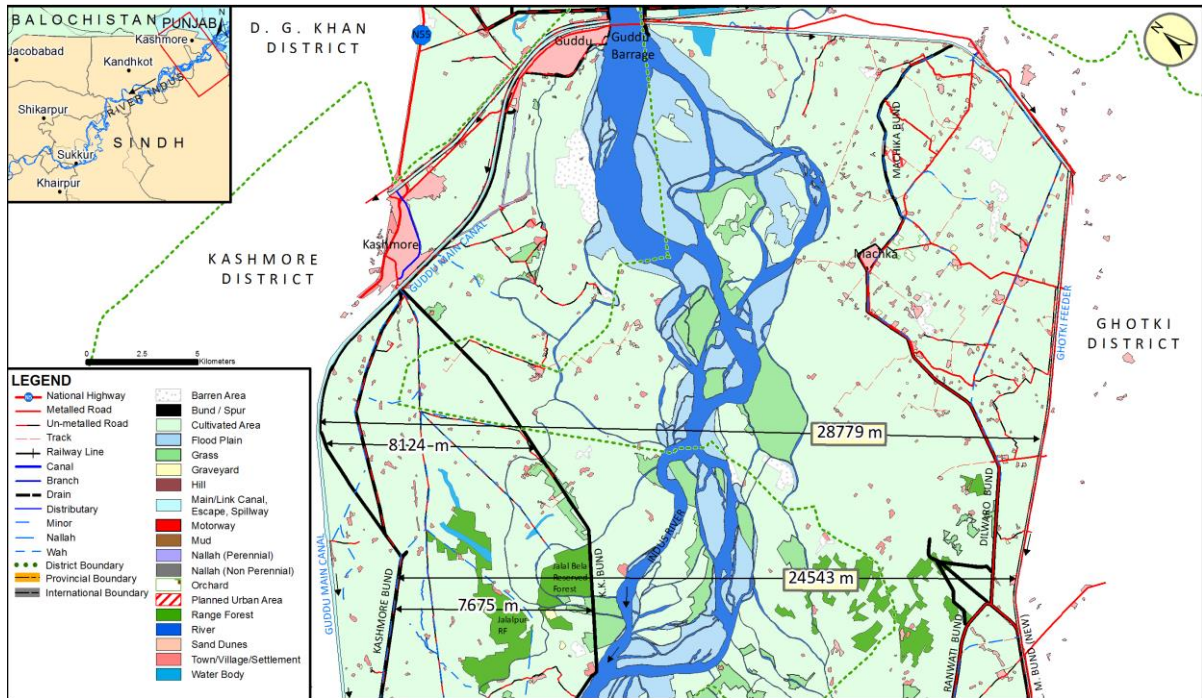 BALOCHISTAN
PUNJAB
Kashmore
Jacobabad
Kandhkot
RIVER INDUS
Shikarpur
SINDH
Sukkur
Khairpur
D. G. KHAN
DISTRICT
N55
Guddu
Guddu
Barrage
N
MACHIKA BUND
Machka
Kashmore
GUDDU MAIN CANAL
KASHMORE
DISTRICT
GHOTKI FEEDER
GHOTKI
DISTRICT
0 2.5 5
Kilometers
LEGEND
National Highway
Metalled Road
Un-metalled Road
Track
Railway Line
Canal
Branch
Drain
Distributary
Minor
Nallah
Wah
District Boundary
Provincial Boundary
International Boundary
Barren Area
Bund / Spur
Cultivated Area
Flood Plain
Grass
Graveyard
Hill
Main/Link Canal,
Escape, Spillway
Motorway
Mud
Nallah (Perennial)
Nallah (Non Perennial)
Orchard
Planned Urban Area
Range Forest
River
Sand Dunes
Town/Village/Settlement
Water Body
28779 m
8124 m
DILWARO BUND
INDUS RIVER
24543 m
Jalal Bela
Reserved
Forest
K.K. BUND
7675 m
Jalalpur
RF
GUDDU MAIN CANAL
KASHMORE BUND
RANWATI BUND
M. BUND (NEW)